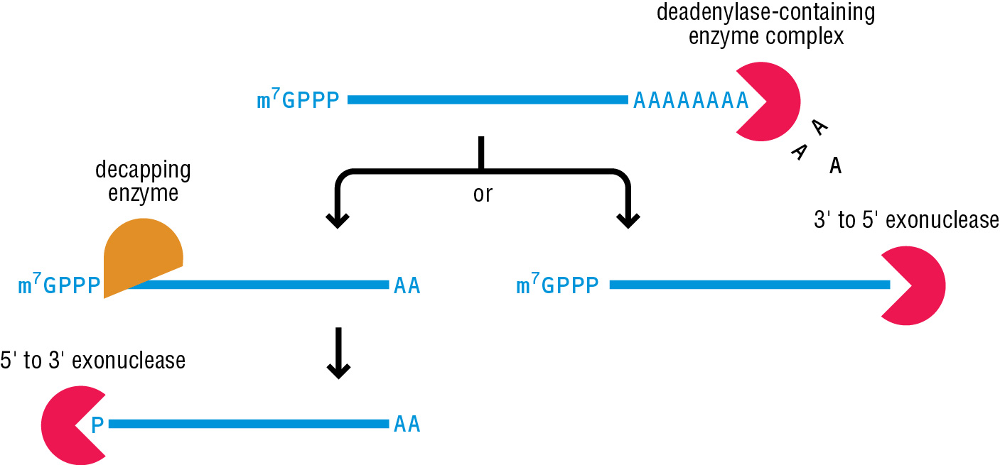 deadenylase-containing
enzyme complex
m⁷GPPP AAAAAAAA
A
A
A
decapping
enzyme
or
3' to 5' exonuclease
m⁷GPPP AA
m⁷GPPP
5' to 3' exonuclease
P AA